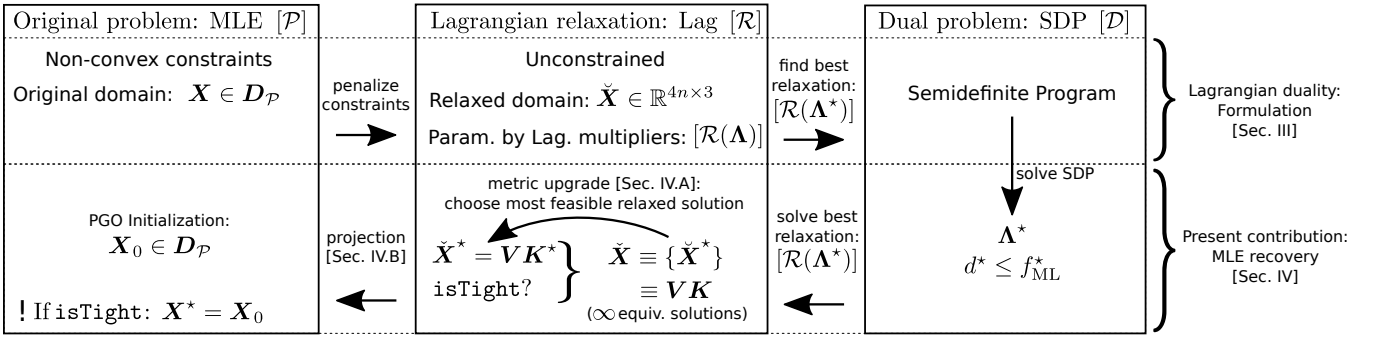 Original problem: MLE [𝒫]
Non-convex constraints
Original domain: X ∈ D_𝒫
penalize
constraints
Lagrangian relaxation: Lag [ℛ]
Unconstrained
Relaxed domain: X̆ ∈ ℝ^{4n×3}
Param. by Lag. multipliers: [ℛ(Λ)]
find best
relaxation:
[ℛ(Λ⋆)]
Dual problem: SDP [𝒟]
Semidefinite Program
Lagrangian duality:
Formulation
[Sec. III]
solve SDP
Λ⋆
d⋆ ≤ f⋆_ML
Present contribution:
MLE recovery
[Sec. IV]
solve best
relaxation:
[ℛ(Λ⋆)]
metric upgrade [Sec. IV.A]:
choose most feasible relaxed solution
X̆⋆ = VK⋆
isTight?
X̆ ≡ {X̆⋆}
≡ VK
(∞ equiv. solutions)
projection
[Sec. IV.B]
PGO Initialization:
X₀ ∈ D_𝒫
! If isTight: X⋆ = X₀